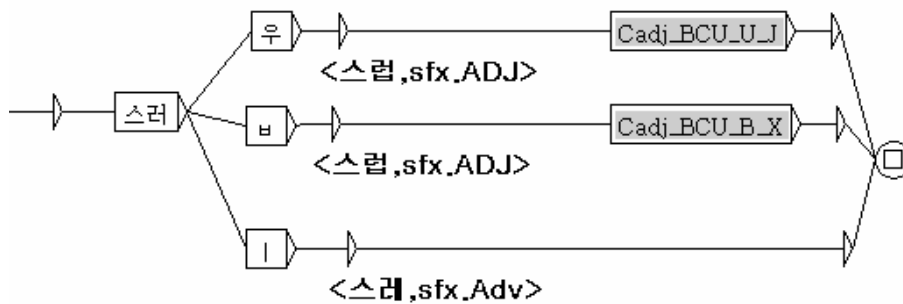 우
Cadj_BCU_U_J
<스럽,sfx.ADJ>
스러
ㅂ
Cadj_BCU_B_X
<스럽,sfx.ADJ>
ㅣ
<스레,sfx.Adv>